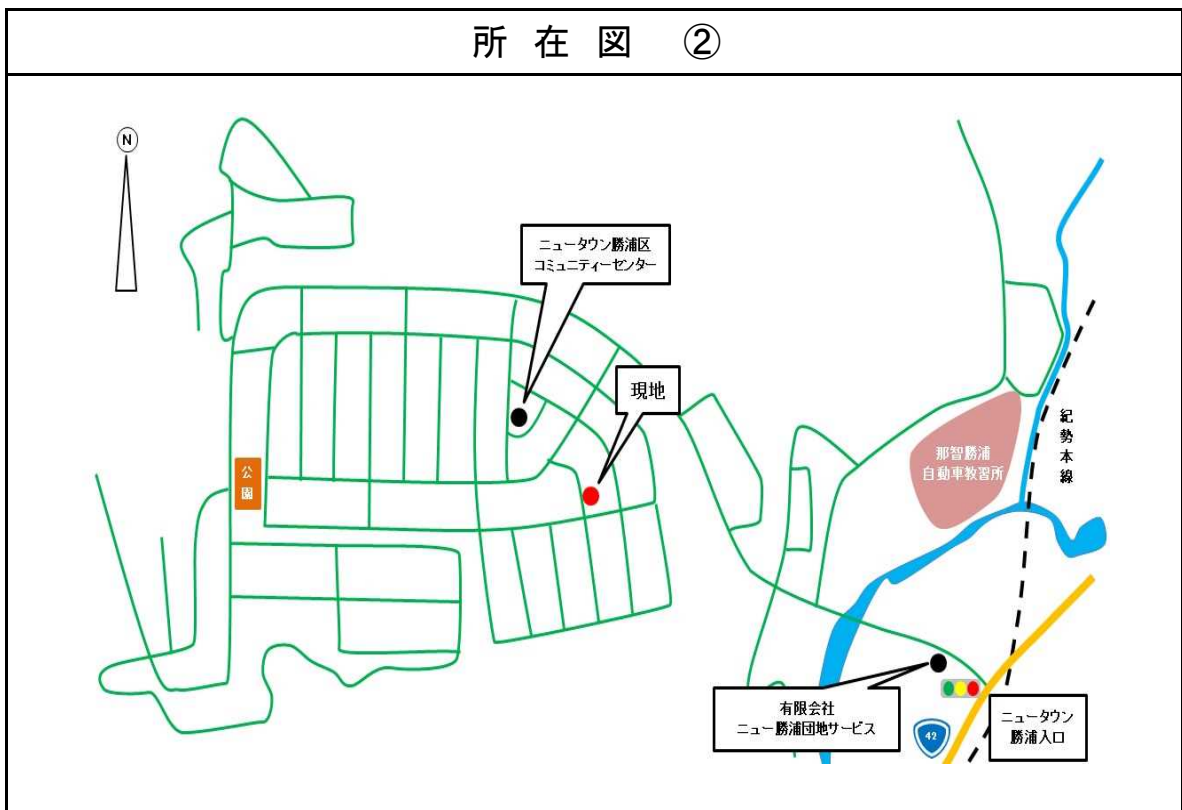 所在図 ②
N
ニュータウン勝浦区
コミュニティーセンター
現地
公園
那智勝浦
自動車教習所
紀勢本線
有限会社
ニュー勝浦団地サービス
42
ニュータウン
勝浦入口